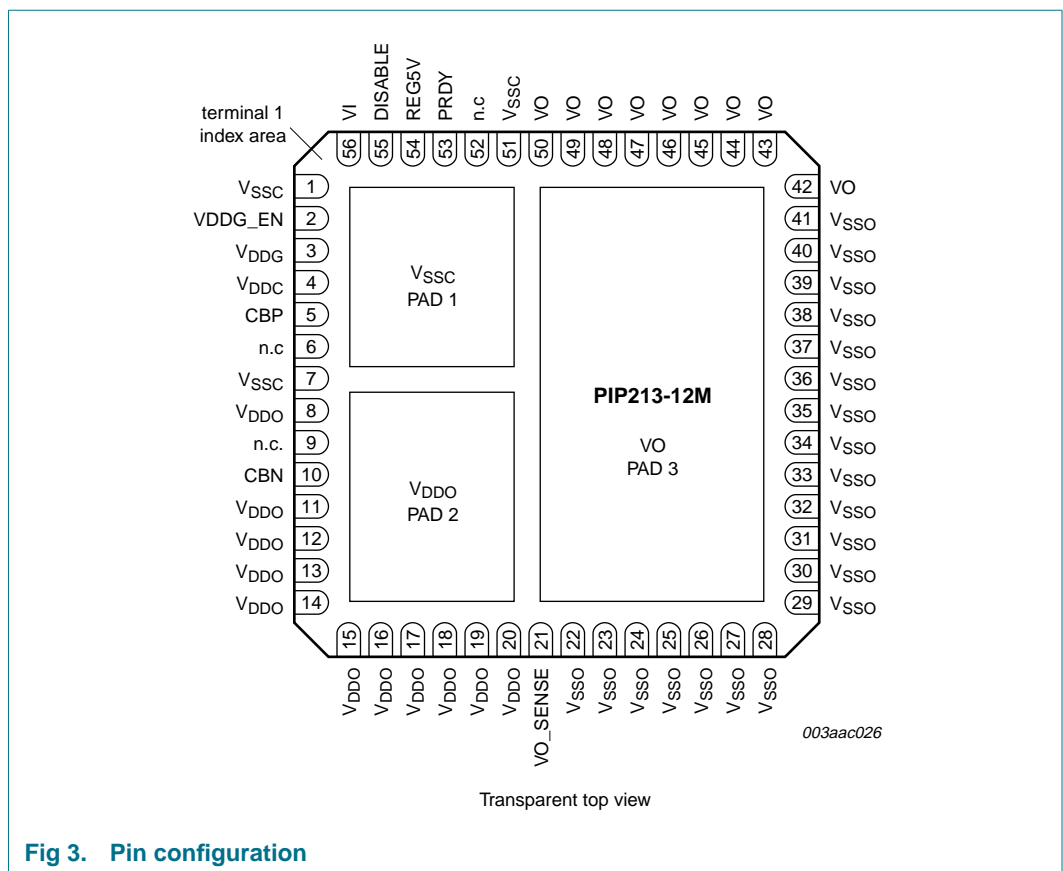 DISABLE
REG5V
PRDY
n.c
VSSC
VI
VO
VO
VO
VO
VO
VO
VO
VO
terminal 1
index area
56
55
54
53
52
51
50
49
48
47
46
45
44
43
VSSC 1
VDDG_EN 2
VDDG 3
VDDC 4
CBP 5
n.c 6
VSSC 7
VDDO 8
n.c. 9
CBN 10
VDDO 11
VDDO 12
VDDO 13
VDDO 14
VSSC
PAD 1
VDDO
PAD 2
PIP213-12M
VO
PAD 3
42 VO
41 VSSO
40 VSSO
39 VSSO
38 VSSO
37 VSSO
36 VSSO
35 VSSO
34 VSSO
33 VSSO
32 VSSO
31 VSSO
30 VSSO
29 VSSO
15
16
17
18
19
20
21
22
23
24
25
26
27
28
VDDO
VDDO
VDDO
VDDO
VDDO
VDDO
VO_SENSE
VSSO
VSSO
VSSO
VSSO
VSSO
VSSO
VSSO
003aac026
Transparent top view
Fig 3. Pin configuration